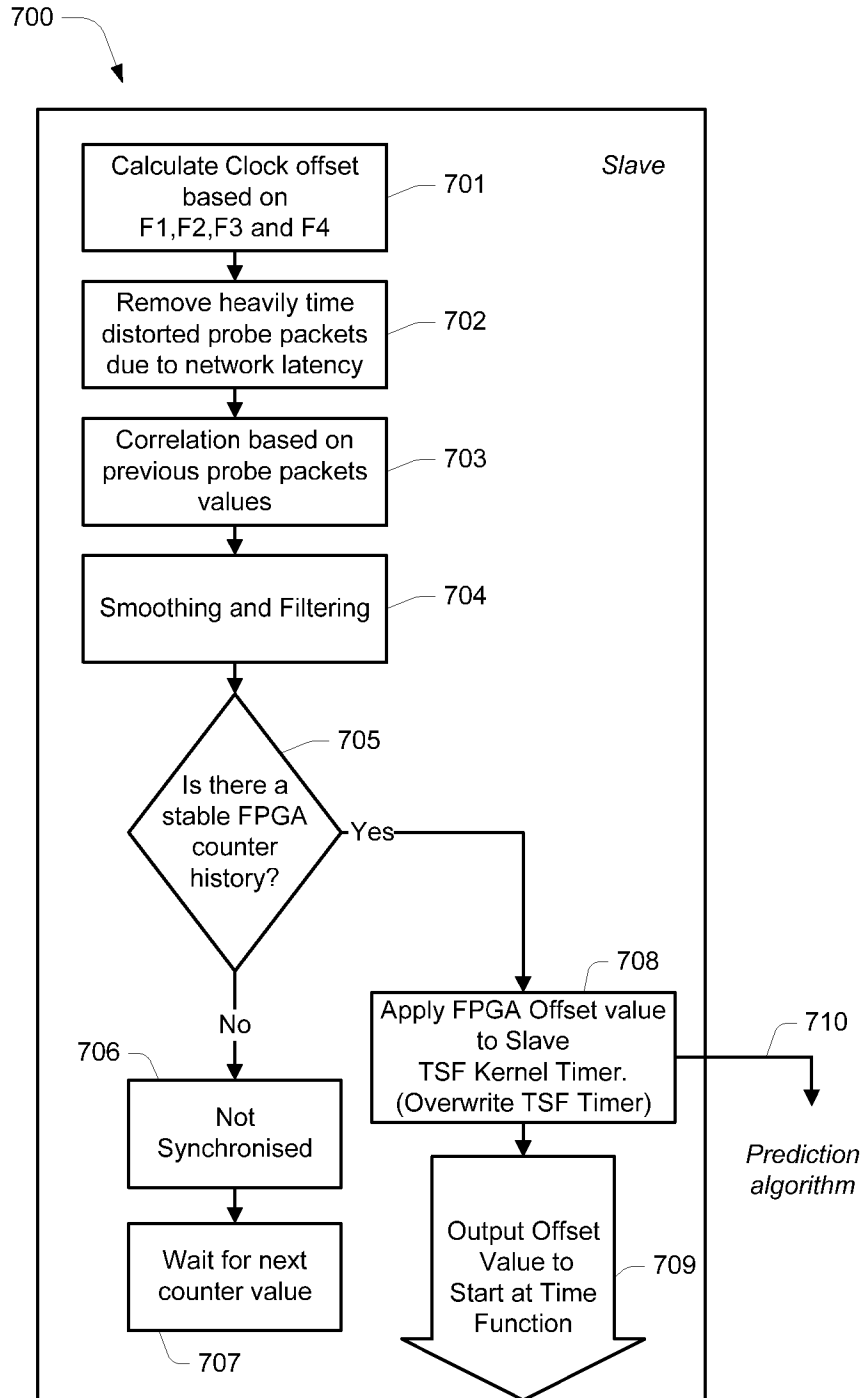 700
Slave
Calculate Clock offset
based on
F1,F2,F3 and F4
701
Remove heavily time
distorted probe packets
due to network latency
702
Correlation based on
previous probe packets
values
703
Smoothing and Filtering
704
705
Is there a
stable FPGA
counter
history?
Yes
No
708
Apply FPGA Offset value
to Slave
TSF Kernel Timer.
(Overwrite TSF Timer)
710
Prediction
algorithm
706
Not
Synchronised
Output Offset
Value to
Start at Time
Function
709
Wait for next
counter value
707